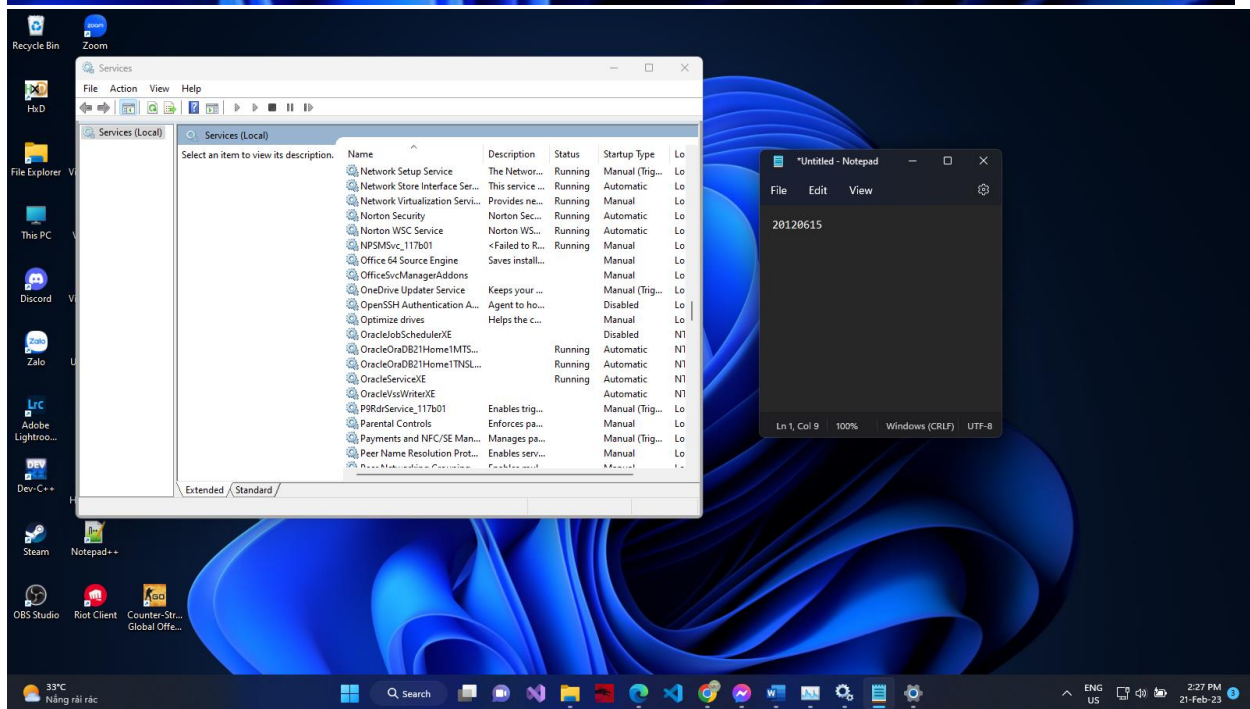 Recycle Bin
Zoom
HxD
File Explorer
Vi
This PC
Discord
Vi
Zalo
Zalo
U
Lrc
Adobe
Lightroo...
DEV
Dev-C++
H
Steam
Notepad++
OBS Studio
Riot Client
Counter-Str...
Global Offe...
Services
File Action View Help
Services (Local)
Services (Local)
Select an item to view its description.
Name Description Status Startup Type Lo
Network Setup Service The Networ... Running Manual (Trig... Lo
Network Store Interface Ser... This service ... Running Automatic Lo
Network Virtualization Servi... Provides ne... Running Manual Lo
Norton Security Norton Sec... Running Automatic Lo
Norton WSC Service Norton WS... Running Automatic Lo
NPSMSvc_117b01 <Failed to R... Running Manual Lo
Office 64 Source Engine Saves install... Manual Lo
OfficeSvcManagerAddons Manual Lo
OneDrive Updater Service Keeps your ... Manual (Trig... Lo
OpenSSH Authentication A... Agent to ho... Disabled Lo
Optimize drives Helps the c... Manual Lo
OracleJobSchedulerXE Disabled NT
OracleOraDB21Home1MTS... Running Automatic NT
OracleOraDB21Home1TNSL... Running Automatic NT
OracleServiceXE Running Automatic NT
OracleVssWriterXE Automatic NT
P9RdrService_117b01 Enables trig... Manual (Trig... Lo
Parental Controls Enforces pa... Manual Lo
Payments and NFC/SE Man... Manages pa... Manual (Trig... Lo
Peer Name Resolution Prot... Enables serv... Manual Lo
Extended Standard
*Untitled - Notepad
File Edit View
20120615
Ln 1, Col 9 100% Windows (CRLF) UTF-8
33°C
Nắng rải rác
Search
ENG
US
2:27 PM
21-Feb-23
3